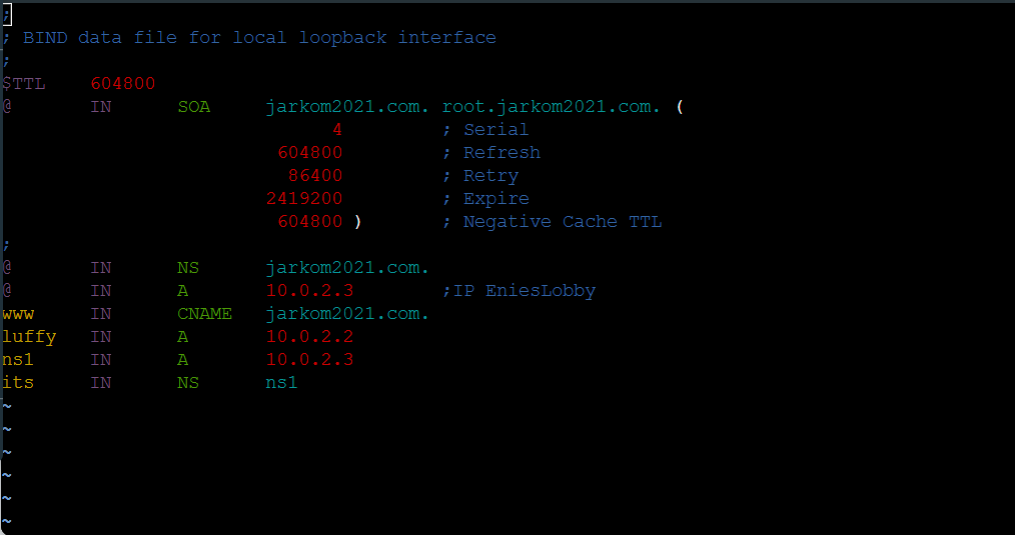 ;
; BIND data file for local loopback interface
;
$TTL    604800
@       IN      SOA     jarkom2021.com. root.jarkom2021.com. (
                              4         ; Serial
                         604800         ; Refresh
                          86400         ; Retry
                        2419200         ; Expire
                         604800 )       ; Negative Cache TTL
;
@       IN      NS      jarkom2021.com.
@       IN      A       10.0.2.3        ;IP EniesLobby
www     IN      CNAME   jarkom2021.com.
luffy   IN      A       10.0.2.2
ns1     IN      A       10.0.2.3
its     IN      NS      ns1
~
~
~
~
~
~